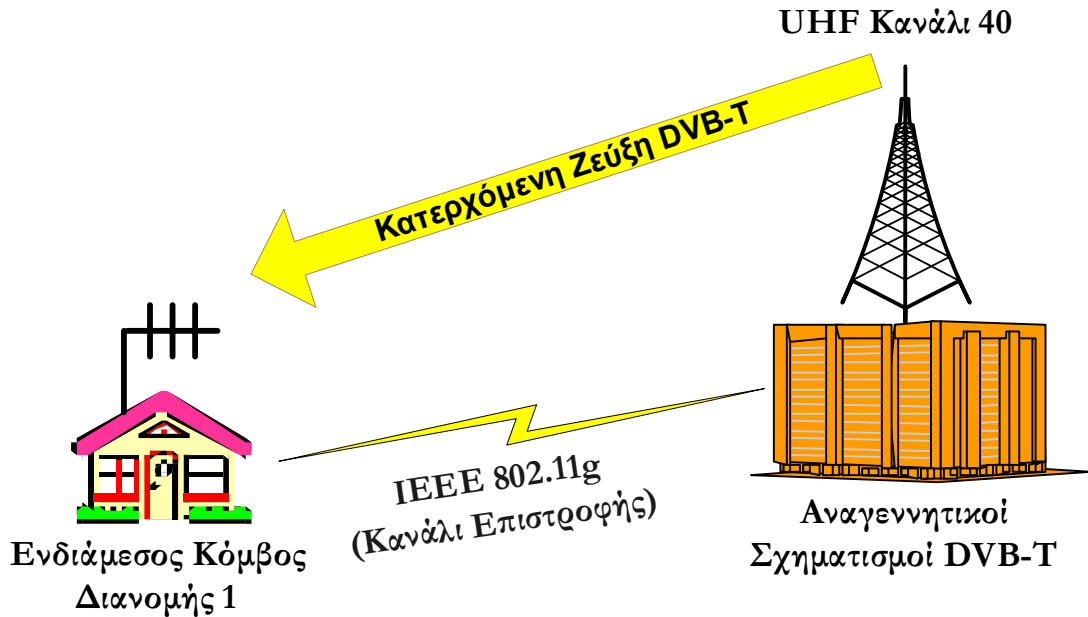 UHF Κανάλι 40
Κατερχόμενη Ζεύξη DVB-T
IEEE 802.11g
(Κανάλι Επιστροφής)
Ενδιάμεσος Κόμβος
Διανομής 1
Αναγεννητικοί
Σχηματισμοί DVB-T